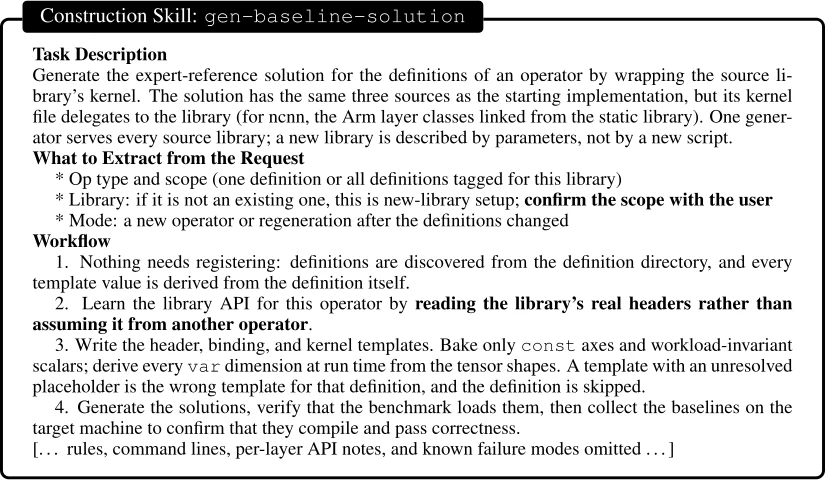 Construction Skill: gen-baseline-solution
Task Description
Generate the expert-reference solution for the definitions of an operator by wrapping the source li-
brary's kernel. The solution has the same three sources as the starting implementation, but its kernel
file delegates to the library (for ncnn, the Arm layer classes linked from the static library). One gener-
ator serves every source library; a new library is described by parameters, not by a new script.
What to Extract from the Request
* Op type and scope (one definition or all definitions tagged for this library)
* Library: if it is not an existing one, this is new-library setup; confirm the scope with the user
* Mode: a new operator or regeneration after the definitions changed
Workflow
1. Nothing needs registering: definitions are discovered from the definition directory, and every
template value is derived from the definition itself.
2. Learn the library API for this operator by reading the library's real headers rather than
assuming it from another operator.
3. Write the header, binding, and kernel templates. Bake only const axes and workload-invariant
scalars; derive every var dimension at run time from the tensor shapes. A template with an unresolved
placeholder is the wrong template for that definition, and the definition is skipped.
4. Generate the solutions, verify that the benchmark loads them, then collect the baselines on the
target machine to confirm that they compile and pass correctness.
[... rules, command lines, per-layer API notes, and known failure modes omitted ...]